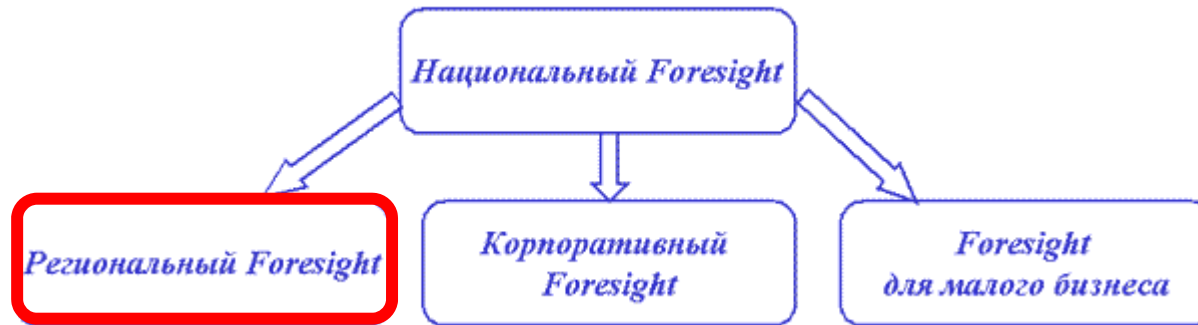 Национальный Foresight
Региональный Foresight
Корпоративный
Foresight
Foresight
для малого бизнеса